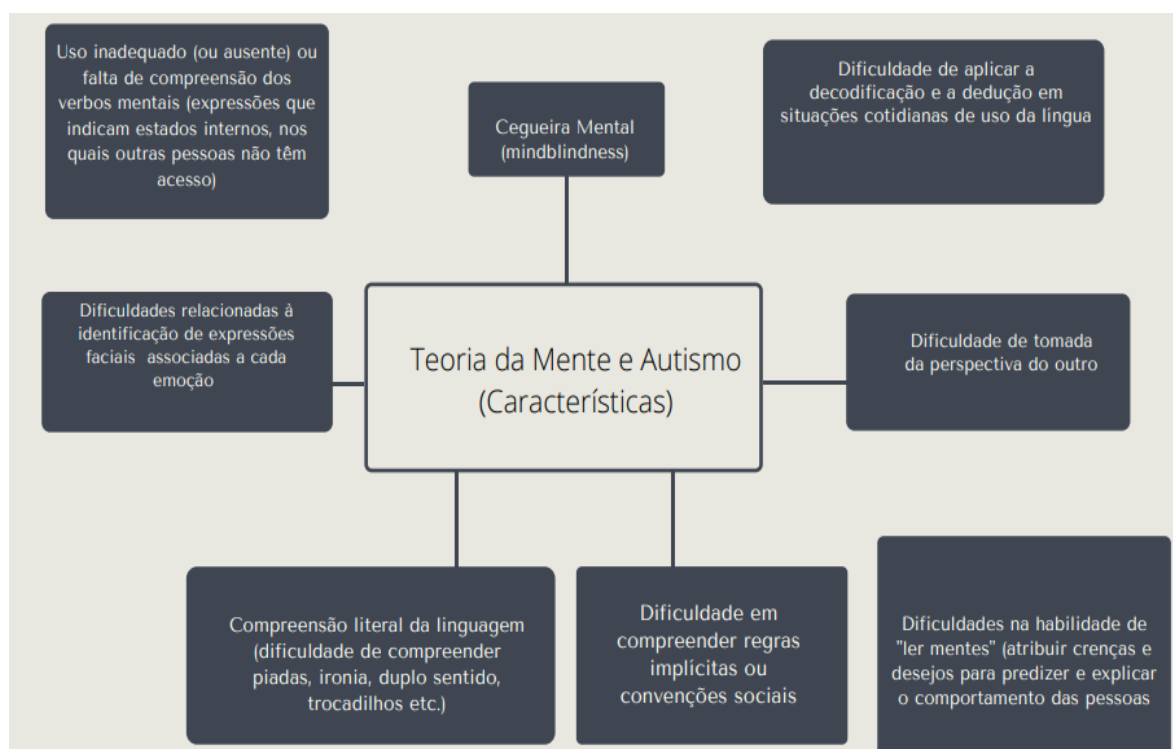 Uso inadequado (ou ausente) ou
falta de compreensão dos
verbos mentais (expressões que
indicam estados internos, nos
quais outras pessoas não têm
acesso)
Cegueira Mental
(mindblindness)
Dificuldade de aplicar a
decodificação e a dedução em
situações cotidianas de uso da língua
Dificuldades relacionadas à
identificação de expressões
faciais associadas a cada
emoção
Teoria da Mente e Autismo
(Características)
Dificuldade de tomada
da perspectiva do outro
Compreensão literal da linguagem
(dificuldade de compreender
piadas, ironia, duplo sentido,
trocadilhos etc.)
Dificuldade em
compreender regras
implícitas ou
convenções sociais
Dificuldades na habilidade de
"ler mentes" (atribuir crenças e
desejos para predizer e explicar
o comportamento das pessoas